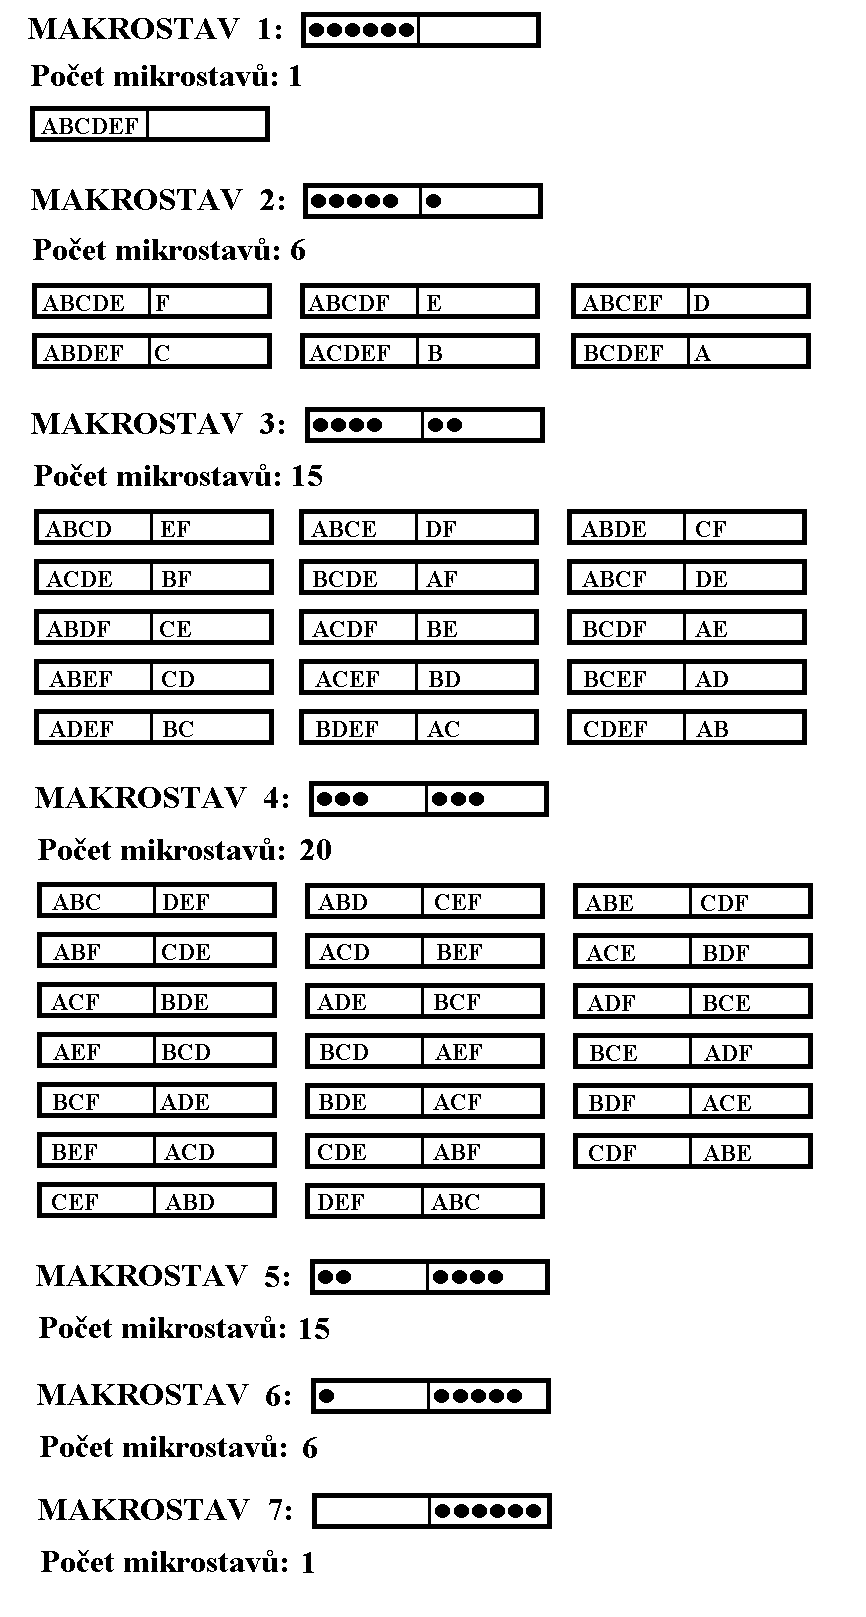 MAKROSTAV 1:
Počet mikrostavů: 1
ABCDEF
MAKROSTAV 2:
Počet mikrostavů: 6
ABCDE F ABCDF E ABCEF D
ABDEF C ACDEF B BCDEF A
MAKROSTAV 3:
Počet mikrostavů: 15
ABCD EF ABCE DF ABDE CF
ACDE BF BCDE AF ABCF DE
ABDF CE ACDF BE BCDF AE
ABEF CD ACEF BD BCEF AD
ADEF BC BDEF AC CDEF AB
MAKROSTAV 4:
Počet mikrostavů: 20
ABC DEF ABD CEF ABE CDF
ABF CDE ACD BEF ACE BDF
ACF BDE ADE BCF ADF BCE
AEF BCD BCD AEF BCE ADF
BCF ADE BDE ACF BDF ACE
BEF ACD CDE ABF CDF ABE
CEF ABD DEF ABC
MAKROSTAV 5:
Počet mikrostavů: 15
MAKROSTAV 6:
Počet mikrostavů: 6
MAKROSTAV 7:
Počet mikrostavů: 1